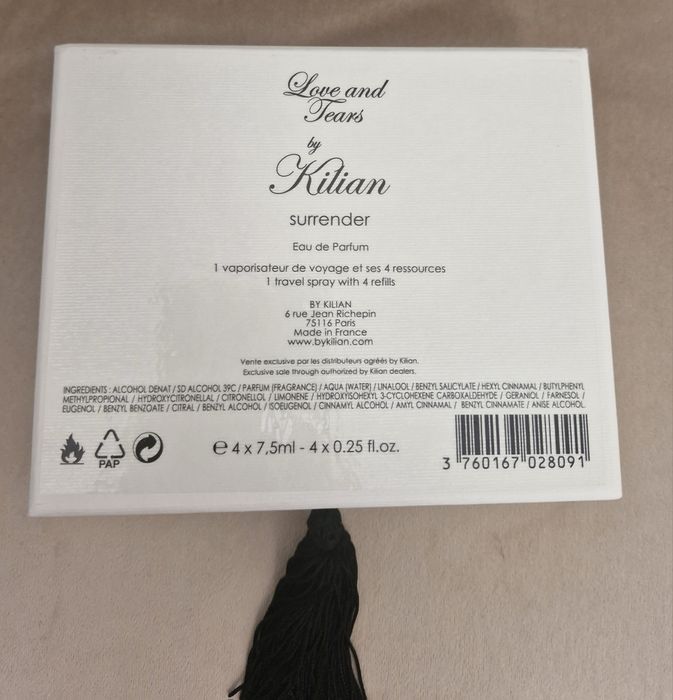 Love and
Tears
by
Kilian
surrender
Eau de Parfum
1 vaporisateur de voyage et ses 4 ressources
1 travel spray with 4 refills
BY KILIAN
6 rue Jean Richepin
75116 Paris
Made in France
www.bykilian.com
Vente exclusive par les distributeurs agréés by Kilian.
Exclusive sale through authorized by Kilian dealers.
INGREDIENTS : ALCOHOL DENAT / SD ALCOHOL 39C / PARFUM (FRAGRANCE) / AQUA (WATER) / LINALOOL / BENZYL SALICYLATE / HEXYL CINNAMAL / BUTYLPHENYL
METHYLPROPIONAL / HYDROXYCITRONELLAL / CITRONELLOL / LIMONENE / HYDROXYISOHEXYL 3-CYCLOHEXENE CARBOXALDEHYDE / GERANIOL / FARNESOL /
EUGENOL / BENZYL BENZOATE / CITRAL / BENZYL ALCOHOL / ISOEUGENOL / CINNAMYL ALCOHOL / AMYL CINNAMAL / BENZYL CINNAMATE / ANISE ALCOHOL.
PAP
℮ 4 x 7,5ml - 4 x 0.25 fl.oz.
3 760167 028091